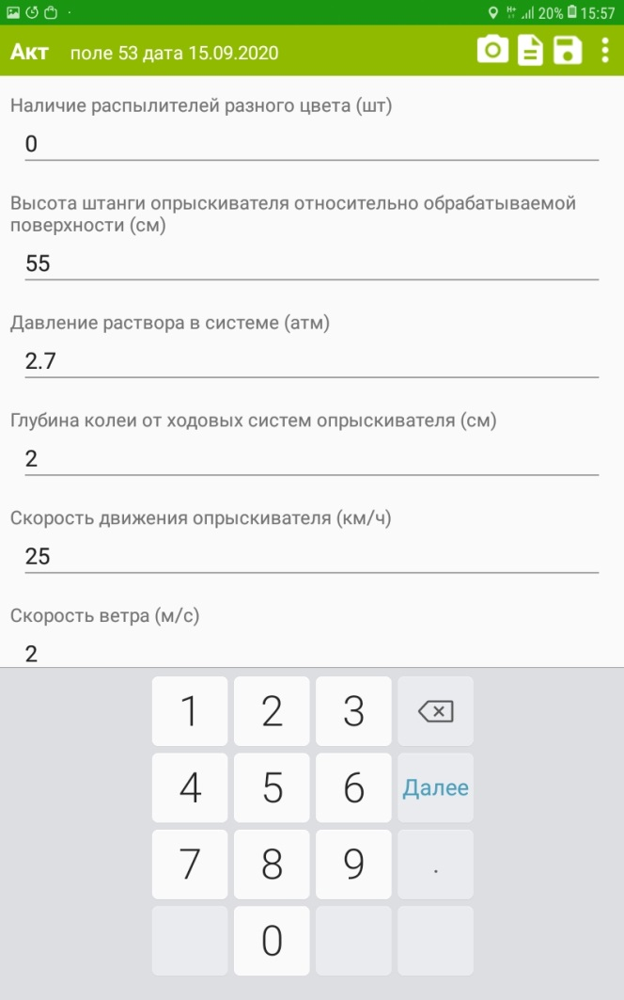 20% 15:57
Акт поле 53 дата 15.09.2020
Наличие распылителей разного цвета (шт)
0
Высота штанги опрыскивателя относительно обрабатываемой
поверхности (см)
55
Давление раствора в системе (атм)
2.7
Глубина колеи от ходовых систем опрыскивателя (см)
2
Скорость движения опрыскивателя (км/ч)
25
Скорость ветра (м/с)
2
1 2 3
4 5 6 Далее
7 8 9 .
0